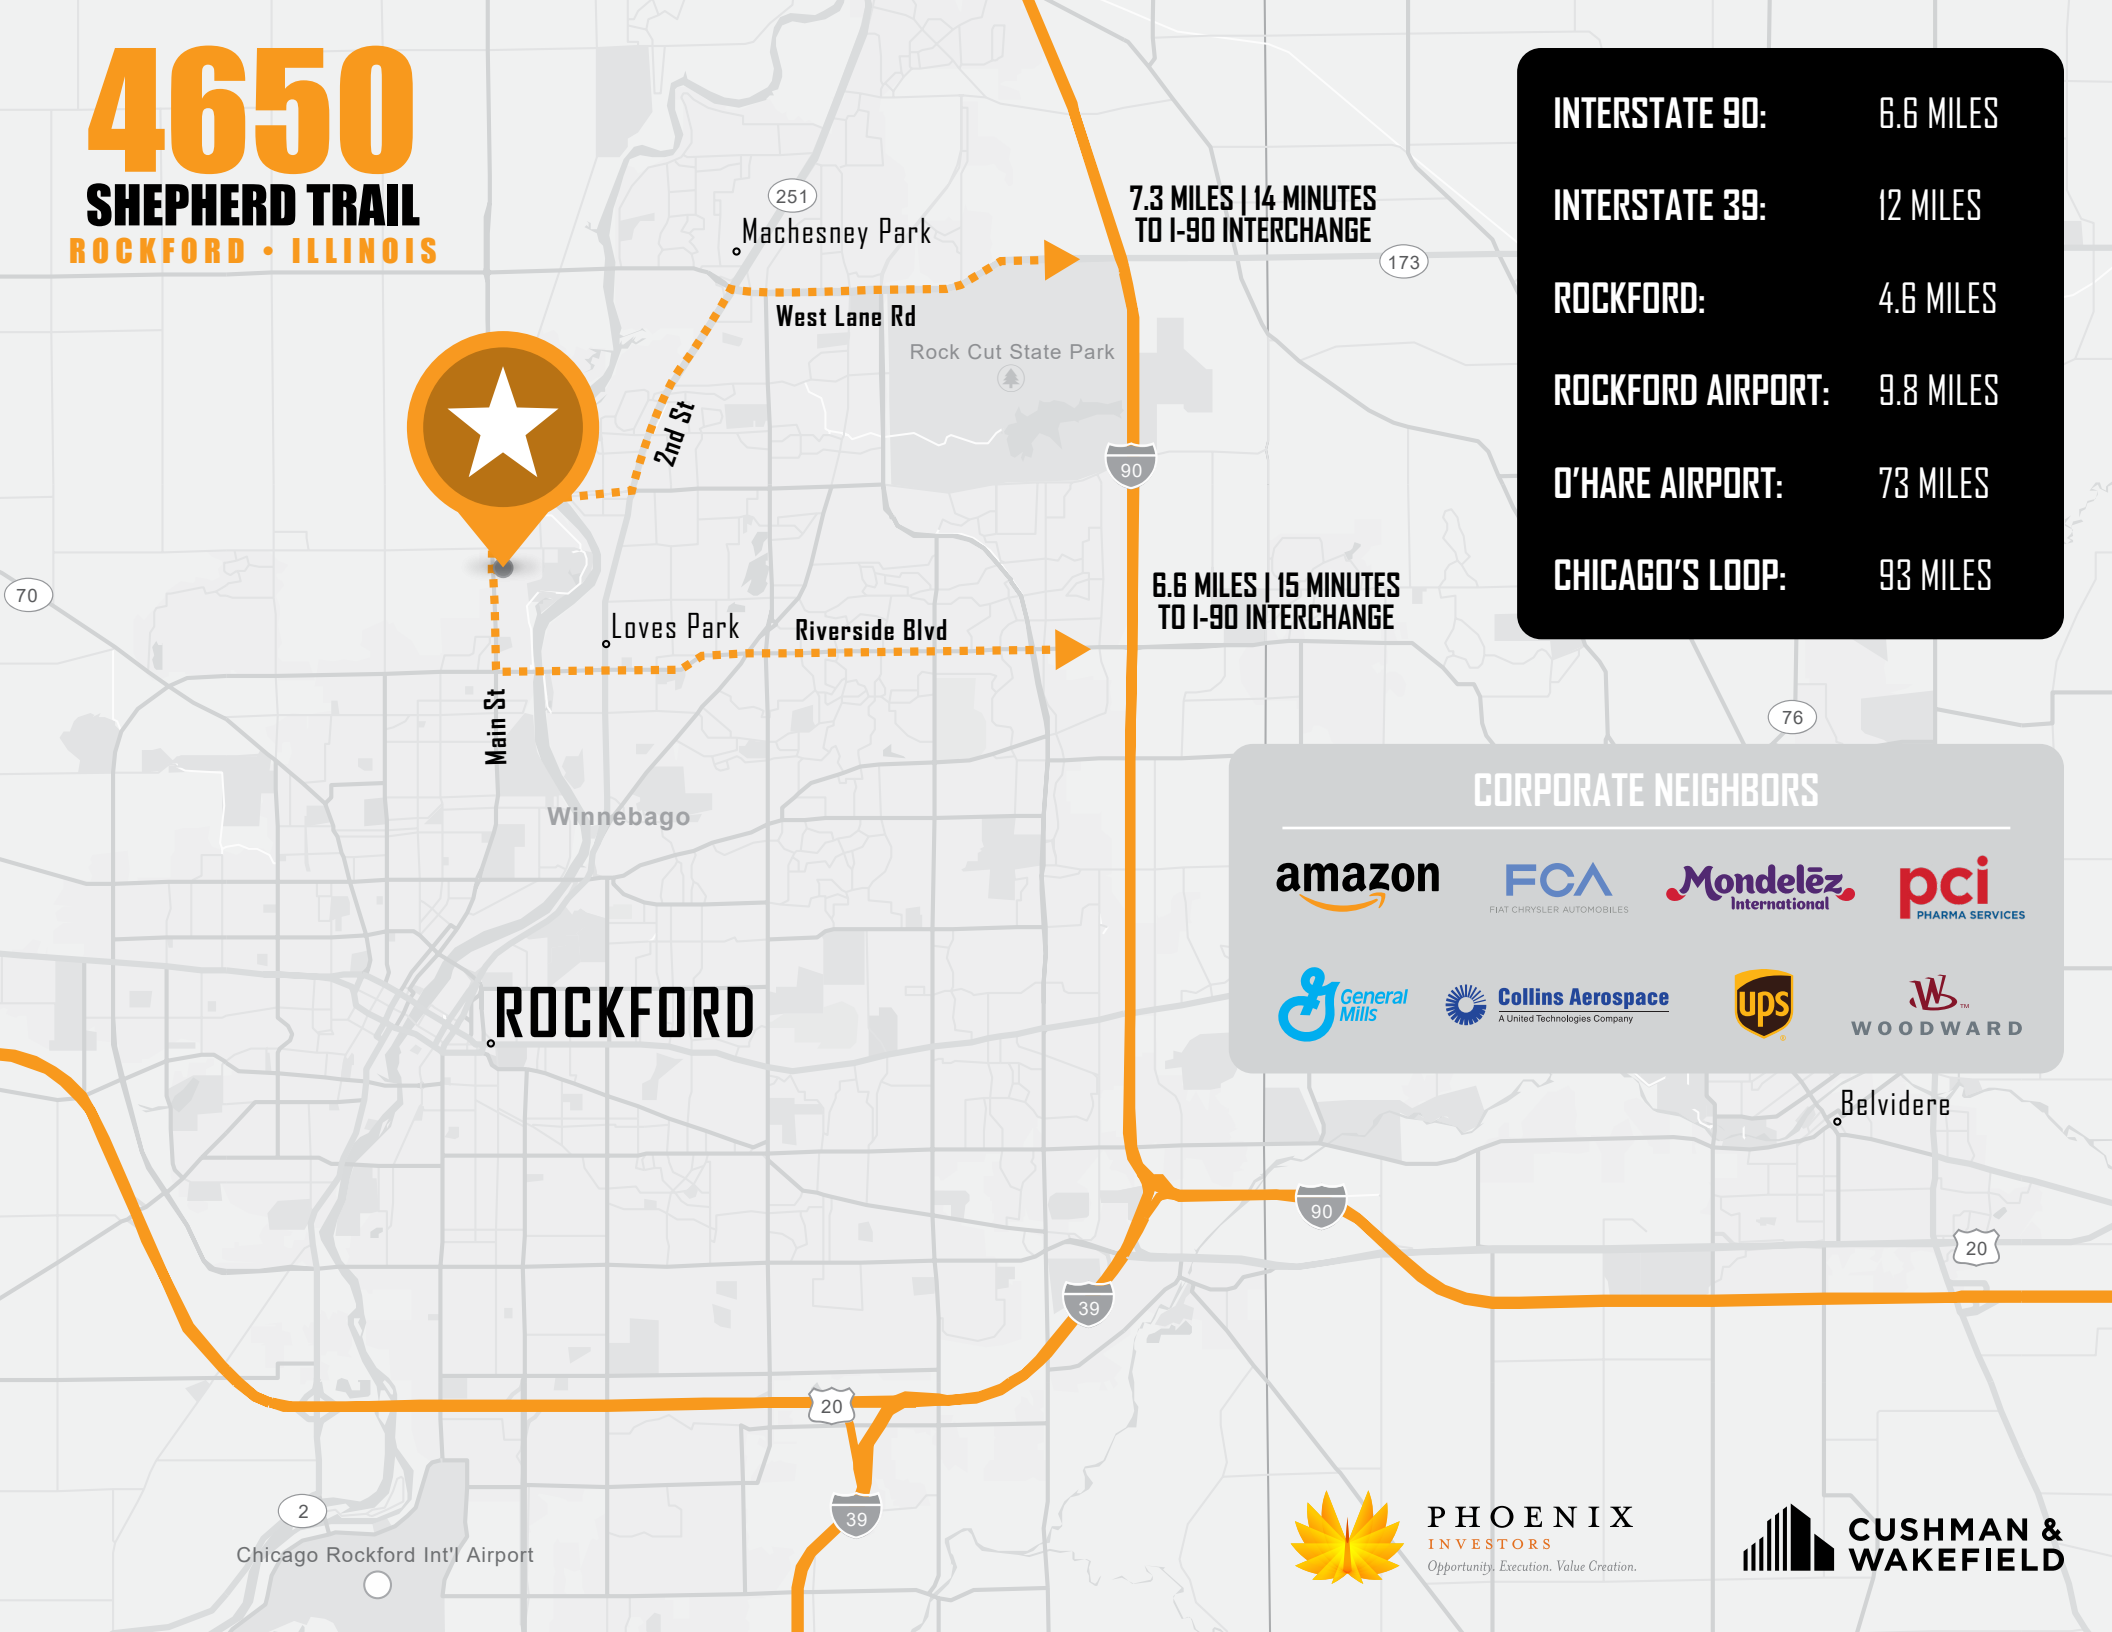 4650
SHEPHERD TRAIL
ROCKFORD • ILLINOIS
INTERSTATE 90: 6.6 MILES
INTERSTATE 39: 12 MILES
ROCKFORD: 4.6 MILES
ROCKFORD AIRPORT: 9.8 MILES
O'HARE AIRPORT: 73 MILES
CHICAGO'S LOOP: 93 MILES
251
Machesney Park
7.3 MILES | 14 MINUTES
TO I-90 INTERCHANGE
173
West Lane Rd
Rock Cut State Park
2nd St
90
70
6.6 MILES | 15 MINUTES
TO I-90 INTERCHANGE
Loves Park
Riverside Blvd
Main St
76
Winnebago
CORPORATE NEIGHBORS
amazon
FCA
FIAT CHRYSLER AUTOMOBILES
Mondelēz
International
pci
PHARMA SERVICES
General
Mills
Collins Aerospace
A United Technologies Company
ups
W
WOODWARD
ROCKFORD
Belvidere
90
20
39
20
39
2
Chicago Rockford Int'l Airport
PHOENIX
INVESTORS
Opportunity. Execution. Value Creation.
CUSHMAN &
WAKEFIELD